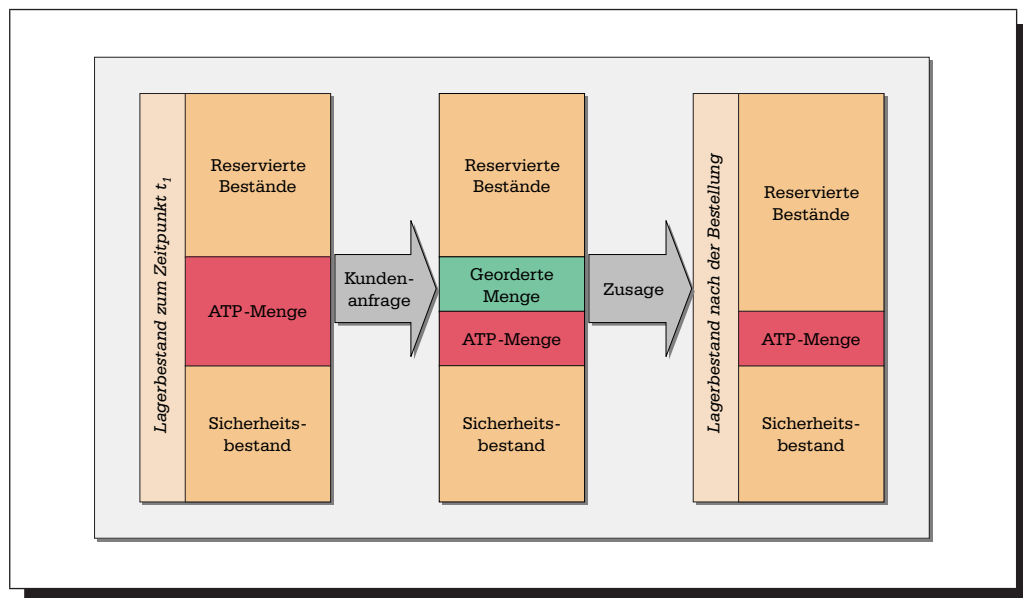 Lagerbestand zum Zeitpunkt t1
Reservierte
Bestände
ATP-Menge
Sicherheits-
bestand
Kunden-
anfrage
Reservierte
Bestände
Georderte
Menge
ATP-Menge
Sicherheits-
bestand
Zusage
Lagerbestand nach der Bestellung
Reservierte
Bestände
ATP-Menge
Sicherheits-
bestand